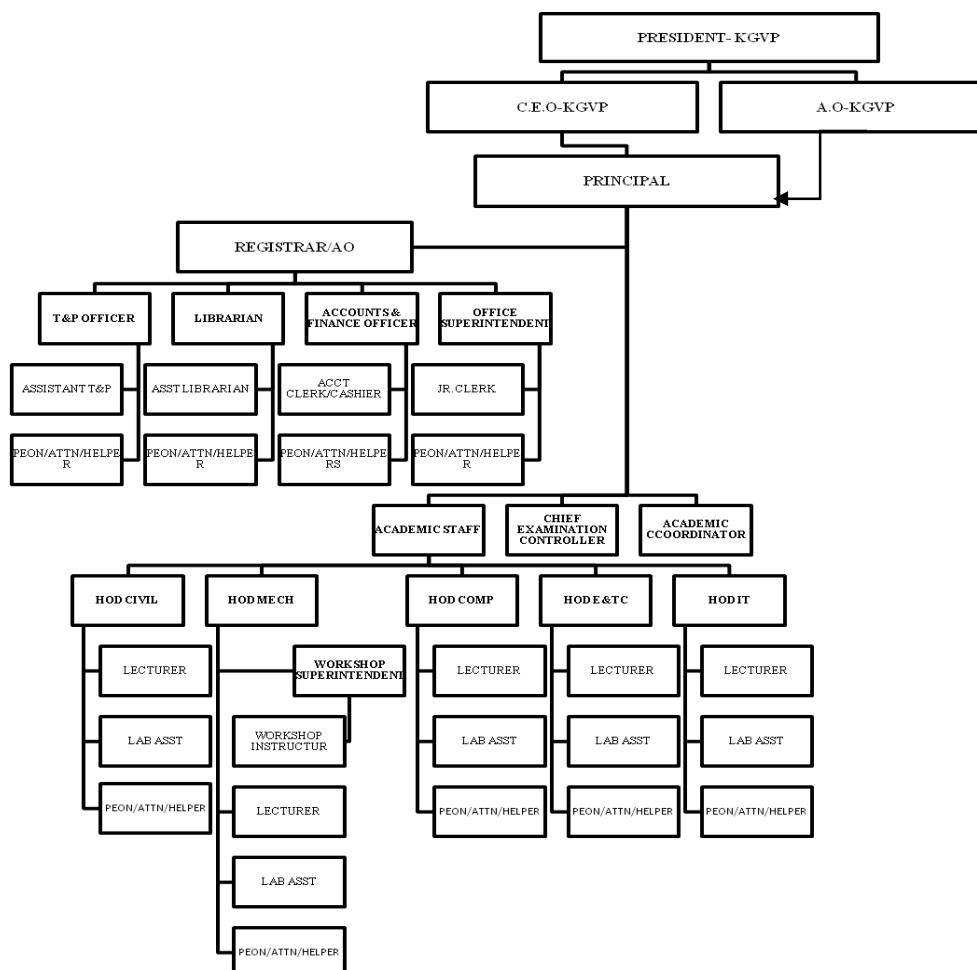 PRESIDENT- KGVP
C.E.O-KGVP
A.O-KGVP
PRINCIPAL
REGISTRAR/AO
T&P OFFICER
LIBRARIAN
ACCOUNTS &
FINANCE OFFICER
OFFICE
SUPERINTENDENT
ASSISTANT T&P
ASST LIBRARIAN
ACCT
CLERK/CASHIER
JR. CLERK
PEON/ATTN/HELPE
R
PEON/ATTN/HELPE
R
PEON/ATTN/HELPE
RS
PEON/ATTN/HELPE
R
ACADEMIC STAFF
CHIEF
EXAMINATION
CONTROLLER
ACADEMIC
CCOORDINATOR
HOD CIVIL
HOD MECH
HOD COMP
HOD E&TC
HOD IT
LECTURER
WORKSHOP
SUPERINTENDENT
LECTURER
LECTURER
LECTURER
LAB ASST
WORKSHOP
INSTRUCTUR
LAB ASST
LAB ASST
LAB ASST
PEON/ATTN/HELPER
LECTURER
PEON/ATTN/HELPER
PEON/ATTN/HELPER
PEON/ATTN/HELPER
LAB ASST
PEON/ATTN/HELPER